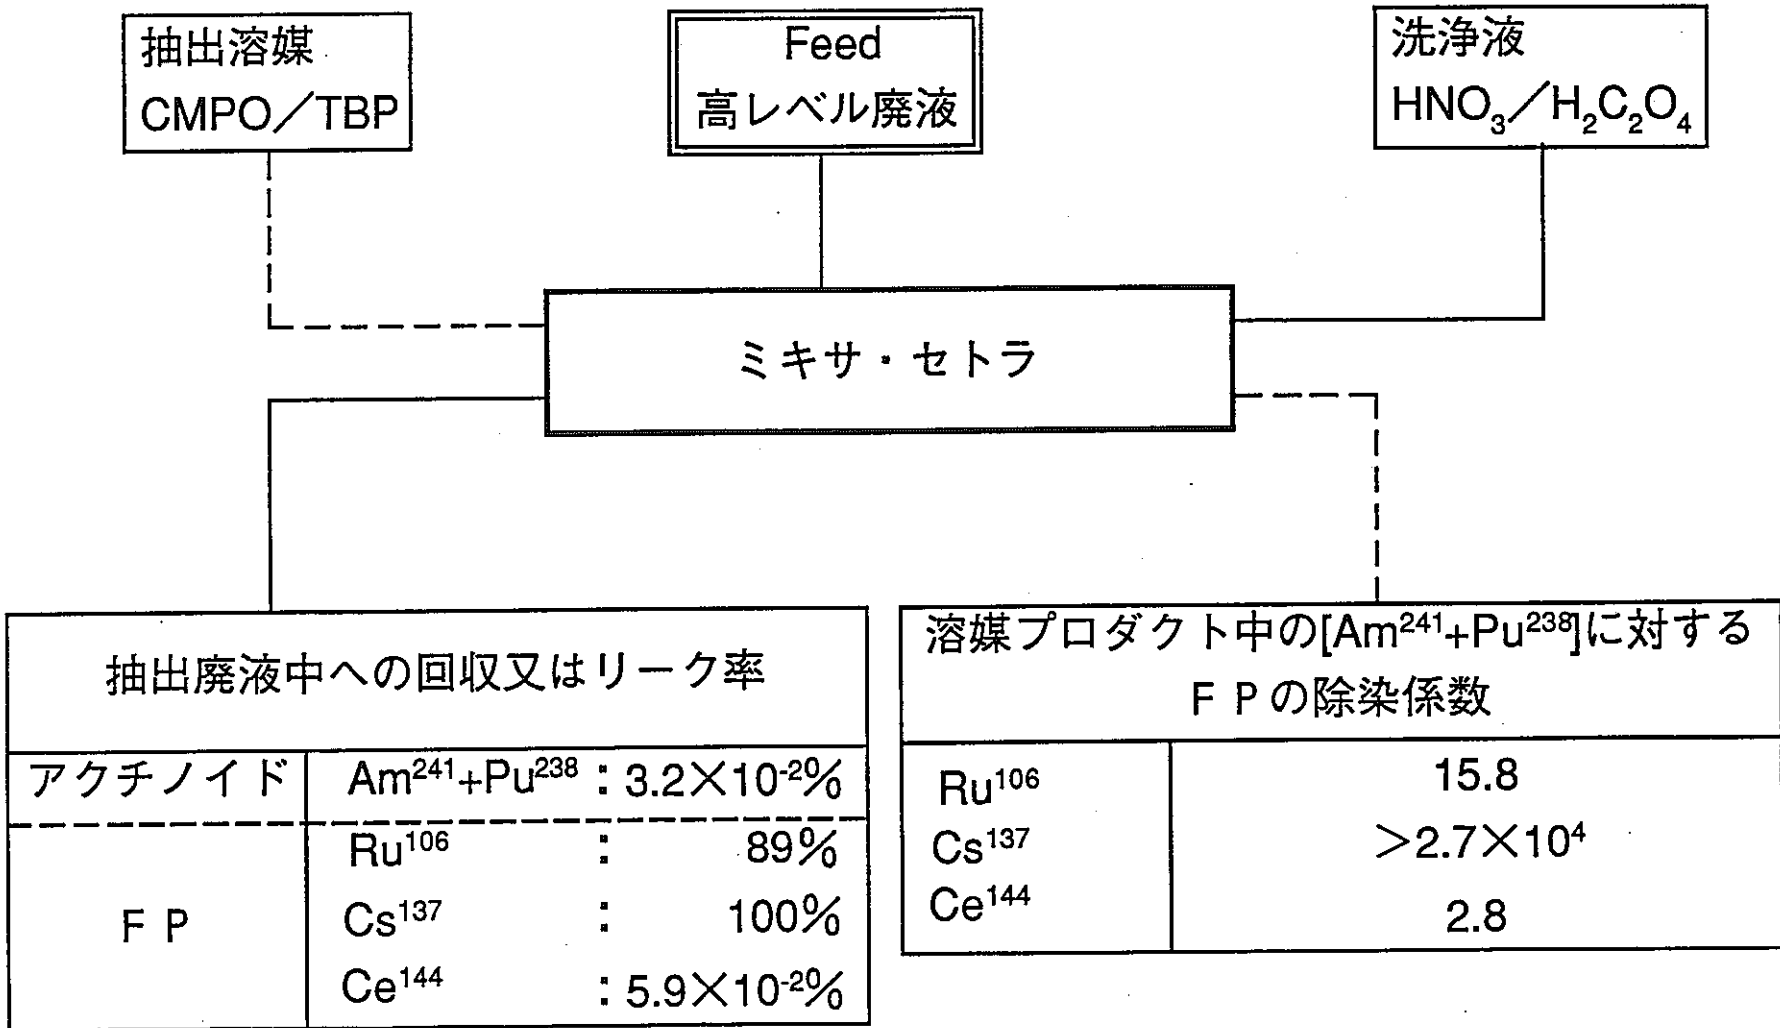 抽出溶媒
CMPO/TBP
Feed
高レベル廃液
洗浄液
HNO₃/H₂C₂O₄
ミキサ・セトラ
抽出廃液中への回収又はリーク率
アクチノイド Am²⁴¹+Pu²³⁸ : 3.2×10⁻²%
FP
Ru¹⁰⁶ : 89%
Cs¹³⁷ : 100%
Ce¹⁴⁴ : 5.9×10⁻²%
溶媒プロダクト中の[Am²⁴¹+Pu²³⁸]に対する
FPの除染係数
Ru¹⁰⁶ 15.8
Cs¹³⁷ >2.7×10⁴
Ce¹⁴⁴ 2.8